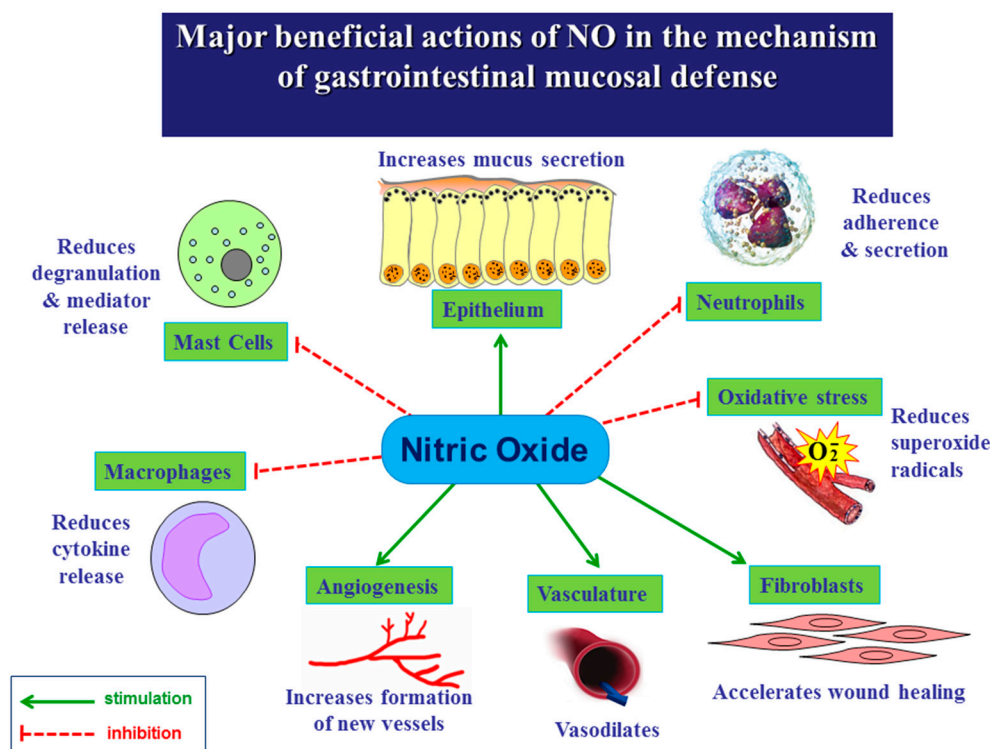 Major beneficial actions of NO in the mechanism
of gastrointestinal mucosal defense
Increases mucus secretion
Reduces
adherence
& secretion
Reduces
degranulation
& mediator
release
Epithelium
Neutrophils
Mast Cells
Oxidative stress
Nitric Oxide
Reduces
superoxide
radicals
O₂⁻
Macrophages
Reduces
cytokine
release
Angiogenesis
Vasculature
Fibroblasts
Increases formation
of new vessels
Vasodilates
Accelerates wound healing
stimulation
inhibition